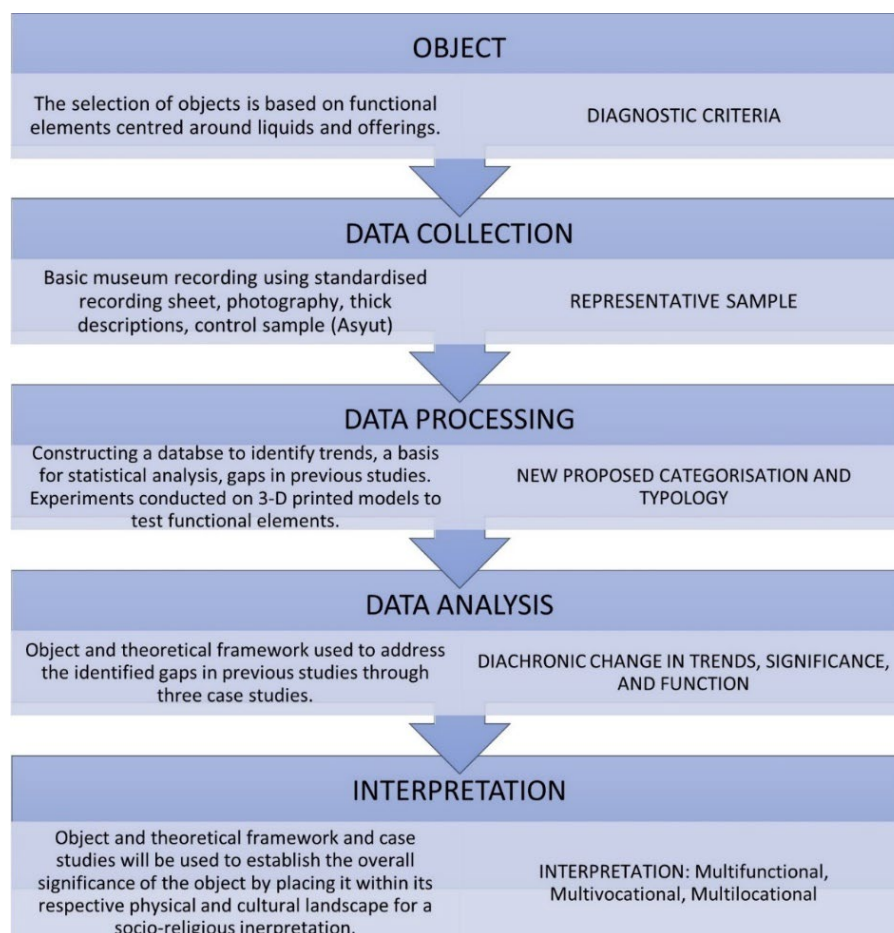 OBJECT
The selection of objects is based on functional
elements centred around liquids and offerings.
DIAGNOSTIC CRITERIA
DATA COLLECTION
Basic museum recording using standardised
recording sheet, photography, thick
descriptions, control sample (Asyut)
REPRESENTATIVE SAMPLE
DATA PROCESSING
Constructing a databse to identify trends, a basis
for statistical analysis, gaps in previous studies.
Experiments conducted on 3-D printed models to
test functional elements.
NEW PROPOSED CATEGORISATION AND
TYPOLOGY
DATA ANALYSIS
Object and theoretical framework used to address
the identified gaps in previous studies through
three case studies.
DIACHRONIC CHANGE IN TRENDS, SIGNIFICANCE,
AND FUNCTION
INTERPRETATION
Object and theoretical framework and case
studies will be used to establish the overall
significance of the object by placing it within its
respective physical and cultural landscape for a
socio-religious inerpretation.
INTERPRETATION: Multifunctional,
Multivocational, Multilocational